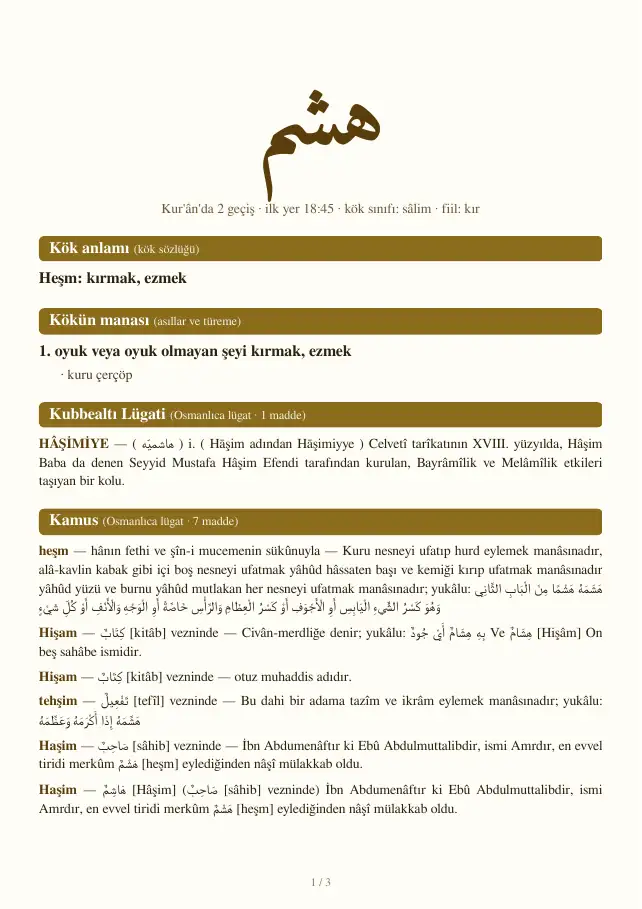 هشم
Kur'ân'da 2 geçiş · ilk yer 18:45 · kök sınıfı: sâlim · fiil: kır
Kök anlamı (kök sözlüğü)
Heşm: kırmak, ezmek
Kökün manası (asıllar ve türeme)
1. oyuk veya oyuk olmayan şeyi kırmak, ezmek
· kuru çerçöp
Kubbealtı Lügati (Osmanlıca lügat · 1 madde)
HÂŞİMİYE — ( هاشميّه ) i. ( Hāşim adından Hāşimiyye ) Celvetî tarîkatının XVIII. yüzyılda, Hâşim
Baba da denen Seyyid Mustafa Hâşim Efendi tarafından kurulan, Bayrâmîlik ve Melâmîlik etkileri
taşıyan bir kolu.
Kamus (Osmanlıca lügat · 7 madde)
heşm — hânın fethi ve şîn-i mucemenin sükûnuyla — Kuru nesneyi ufatıp hurd eylemek manâsınadır,
alâ-kavlin kabak gibi içi boş nesneyi ufatmak yâhûd hâssaten başı ve kemiği kırıp ufatmak manâsınadır
yâhûd yüzü ve burnu yâhûd mutlakan her nesneyi ufatmak manâsınadır; yukâlu: هَشَمَهُ هَشْمًا مِنَ الْبَابِ الثَّانِي
وَهُوَ كَسْرُ الشَّيْءِ الْيَابِسِ أَوِ الْأَجْوَفِ أَوْ كَسْرُ الْعِظَامِ وَالرَّأْسِ خَاصَّةً أَوِ الْوَجْهِ وَالْأَنْفِ أَوْ كُلِّ شَيْءٍ
Hişam — كِتَابٌ [kitâb] vezninde — Civân-merdliğe denir; yukâlu: بِهِ هِشَامٌ أَيْ جُودٌ Ve هِشَامٌ [Hişâm] On
beş sahâbe ismidir.
Hişam — كِتَابٌ [kitâb] vezninde — otuz muhaddis adıdır.
tehşim — تَفْعِيلٌ [tefîl] vezninde — Bu dahi bir adama tazîm ve ikrâm eylemek manâsınadır; yukâlu:
هَشَّمَهُ إِذَا أَكْرَمَهُ وَعَظَّمَهُ
Haşim — صَاحِبٌ [sâhib] vezninde — İbn Abdumenâftır ki Ebû Abdulmuttalibdir, ismi Amrdır, en evvel
tiridi merkûm هَشْمٌ [heşm] eylediğinden nâşî mülakkab oldu.
Haşim — هَاشِمٌ [Hâşim] (صَاحِبٌ [sâhib] vezninde) İbn Abdumenâftır ki Ebû Abdulmuttalibdir, ismi
Amrdır, en evvel tiridi merkûm هَشْمٌ [heşm] eylediğinden nâşî mülakkab oldu.
1 / 3